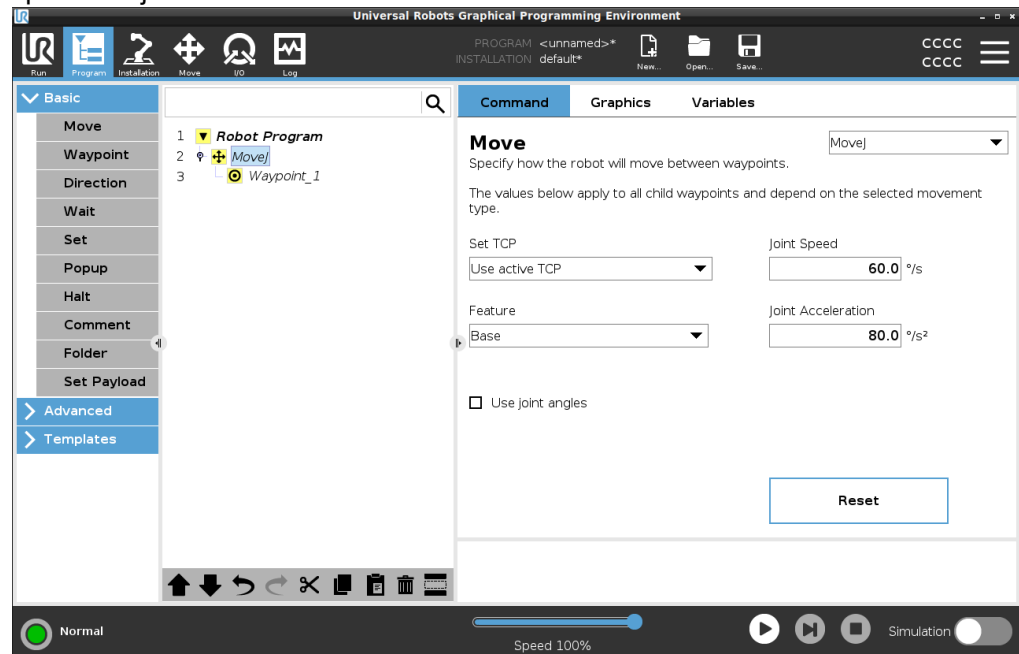 Universal Robots Graphical Programming Environment
UR
Run
Program
Installation
Move
I/O
Log
PROGRAM <unnamed>*
INSTALLATION default*
New...
Open...
Save...
CCCC
CCCC
Basic
Move
Waypoint
Direction
Wait
Set
Popup
Halt
Comment
Folder
Set Payload
Advanced
Templates
1 Robot Program
2 MoveJ
3 Waypoint_1
Command Graphics Variables
Move
MoveJ
Specify how the robot will move between waypoints.
The values below apply to all child waypoints and depend on the selected movement
type.
Set TCP
Joint Speed
Use active TCP
60.0 °/s
Feature
Joint Acceleration
Base
80.0 °/s²
Use joint angles
Reset
Normal
Speed 100%
Simulation